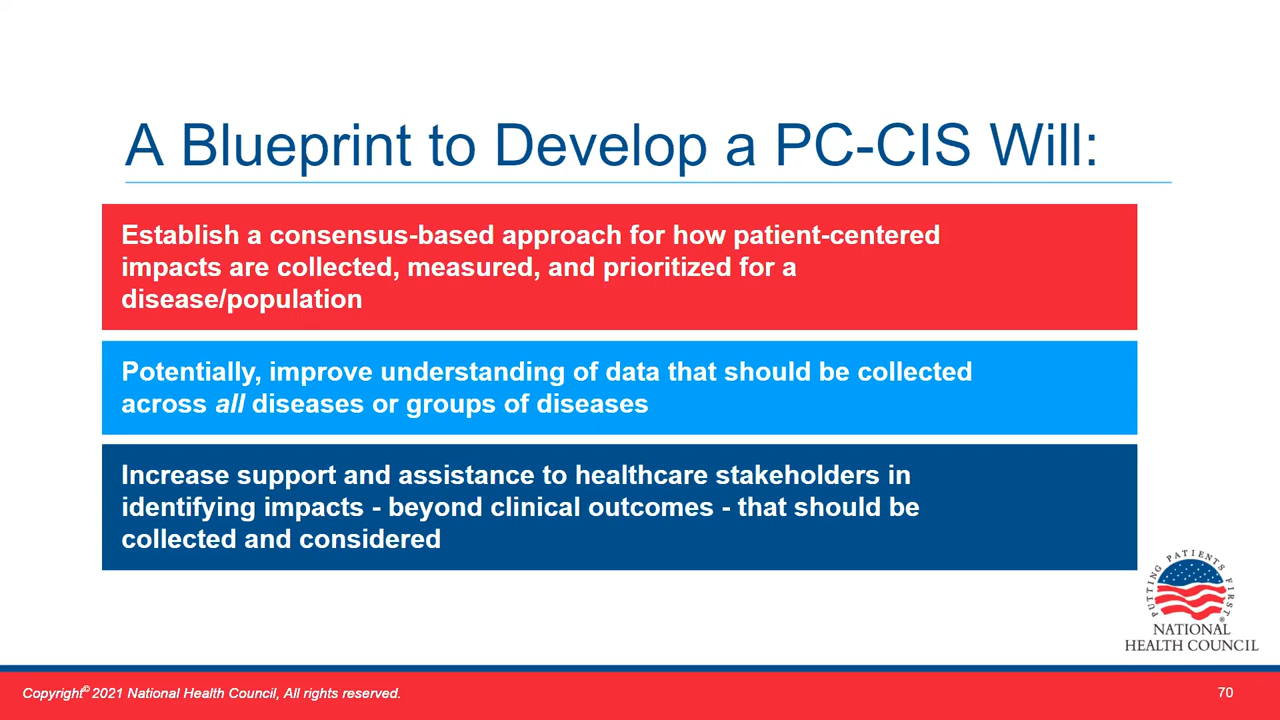 A Blueprint to Develop a PC-CIS Will:
Establish a consensus-based approach for how patient-centered
impacts are collected, measured, and prioritized for a
disease/population
Potentially, improve understanding of data that should be collected
across all diseases or groups of diseases
Increase support and assistance to healthcare stakeholders in
identifying impacts - beyond clinical outcomes - that should be
collected and considered
PUTTING PATIENTS FIRST®
NATIONAL
HEALTH COUNCIL
Copyright© 2021 National Health Council, All rights reserved.
70